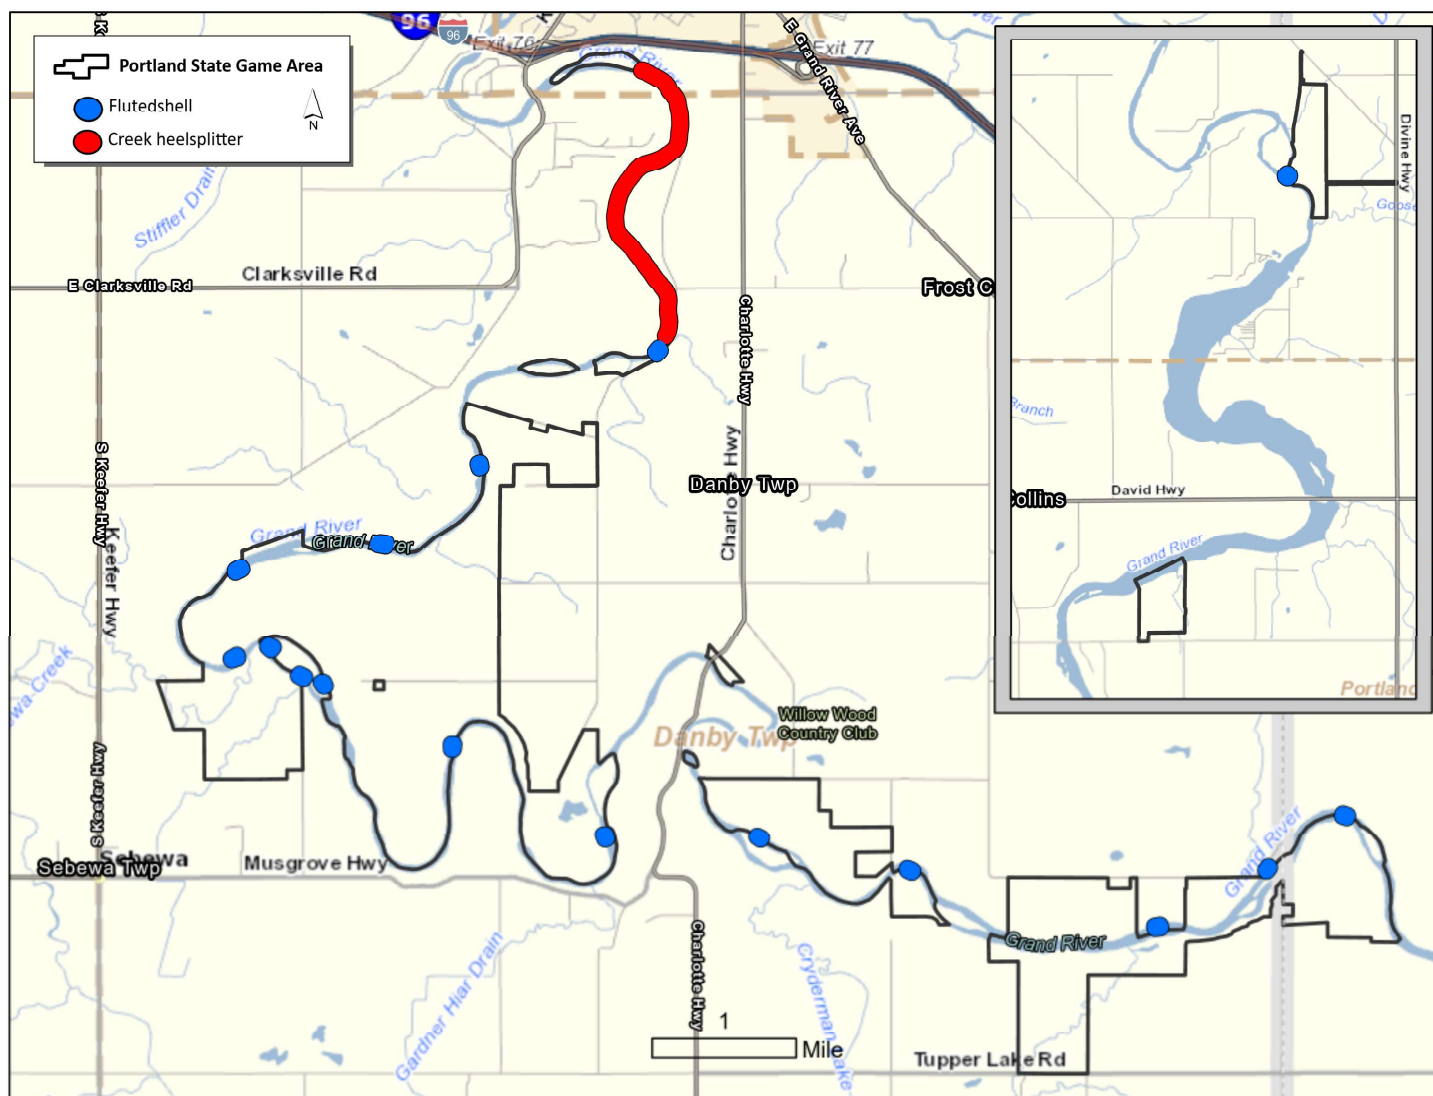 96
96
Exit 76
Exit 77
Grand River
E Grand River Ave
Portland State Game Area
Flutedshell
Creek heelsplitter
N
Stiffler Drain
E Clarksville Rd
Clarksville Rd
Frost C
Charlotte Hwy
Charlotte Hwy
Danby Twp
S Keefer Hwy
Keefer Hwy
Grand River
Grand River
wa-Creek
Willow Wood
Country Club
Danby Twp
S Keefer Hwy
Sebewa
Sebewa Twp
Musgrove Hwy
Gardner Hiar Drain
Charlotte Hwy
Cryderman-Lake-
Grand River
Grand River
1
Mile
Tupper Lake Rd
Divine Hwy
Goose
Branch
Collins
David Hwy
Grand River
Portland